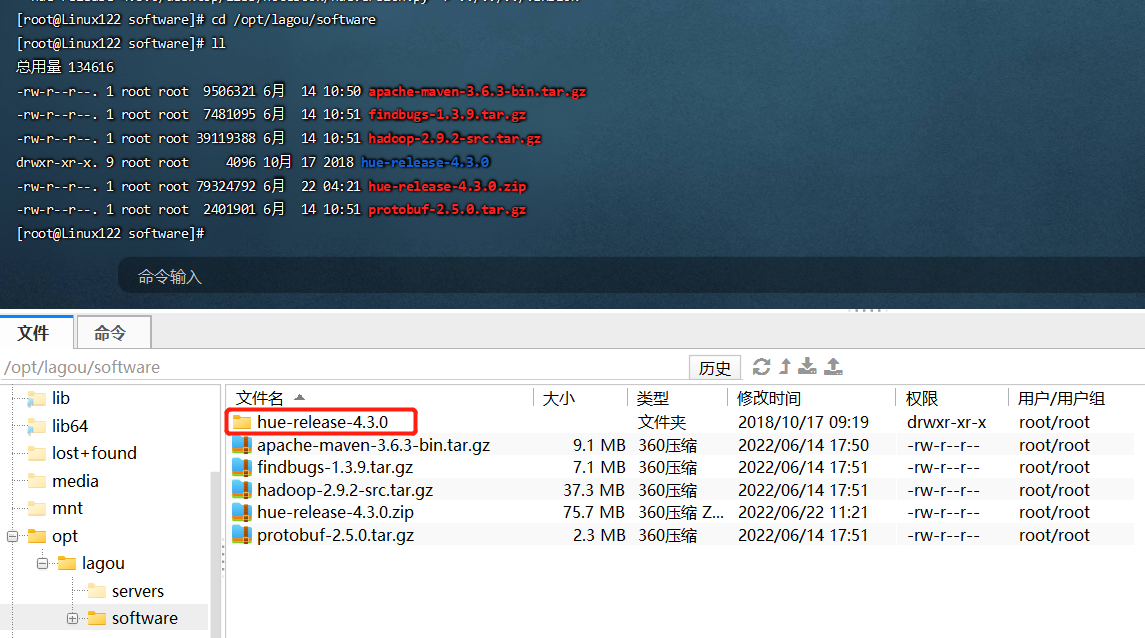 [root@Linux122 software]# cd /opt/lagou/software
[root@Linux122 software]# ll
总用量 134616
-rw-r--r--. 1 root root  9506321 6月  14 10:50 apache-maven-3.6.3-bin.tar.gz
-rw-r--r--. 1 root root  7481095 6月  14 10:51 findbugs-1.3.9.tar.gz
-rw-r--r--. 1 root root 39119388 6月  14 10:51 hadoop-2.9.2-src.tar.gz
drwxr-xr-x. 9 root root     4096 10月 17 2018 hue-release-4.3.0
-rw-r--r--. 1 root root 79324792 6月  22 04:21 hue-release-4.3.0.zip
-rw-r--r--. 1 root root  2401901 6月  14 10:51 protobuf-2.5.0.tar.gz
[root@Linux122 software]#
命令输入
文件 命令
/opt/lagou/software 历史
文件名 大小 类型 修改时间 权限 用户/用户组
lib
lib64
lost+found
media
mnt
opt
lagou
servers
software
hue-release-4.3.0 文件夹 2018/10/17 09:19 drwxr-xr-x root/root
apache-maven-3.6.3-bin.tar.gz 9.1 MB 360压缩 2022/06/14 17:50 -rw-r--r-- root/root
findbugs-1.3.9.tar.gz 7.1 MB 360压缩 2022/06/14 17:51 -rw-r--r-- root/root
hadoop-2.9.2-src.tar.gz 37.3 MB 360压缩 2022/06/14 17:51 -rw-r--r-- root/root
hue-release-4.3.0.zip 75.7 MB 360压缩 Z... 2022/06/22 11:21 -rw-r--r-- root/root
protobuf-2.5.0.tar.gz 2.3 MB 360压缩 2022/06/14 17:51 -rw-r--r-- root/root